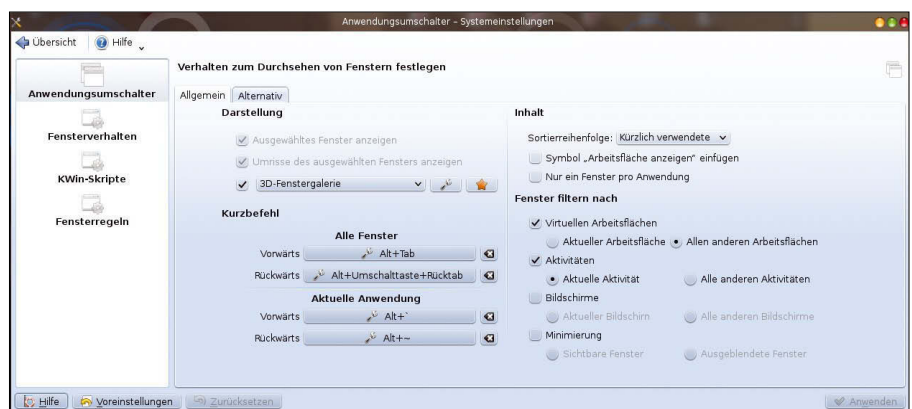 Anwendungsumschalter – Systemeinstellungen
Übersicht Hilfe
Anwendungsumschalter
Fensterverhalten
KWin-Skripte
Fensterregeln
Verhalten zum Durchsehen von Fenstern festlegen
Allgemein Alternativ
Darstellung
Ausgewähltes Fenster anzeigen
Umrisse des ausgewählten Fensters anzeigen
3D-Fenstergalerie
Kurzbefehl
Alle Fenster
Vorwärts Alt+Tab
Rückwärts Alt+Umschalttaste+Rücktab
Aktuelle Anwendung
Vorwärts Alt+`
Rückwärts Alt+~
Inhalt
Sortierreihenfolge: Kürzlich verwendete
Symbol „Arbeitsfläche anzeigen“ einfügen
Nur ein Fenster pro Anwendung
Fenster filtern nach
Virtuellen Arbeitsflächen
Aktueller Arbeitsfläche Allen anderen Arbeitsflächen
Aktivitäten
Aktuelle Aktivität Alle anderen Aktivitäten
Bildschirme
Aktueller Bildschirn Alle anderen Bildschirme
Minimierung
Sichtbare Fenster Ausgeblendete Fenster
Hilfe Voreinstellungen Zurücksetzen Anwenden